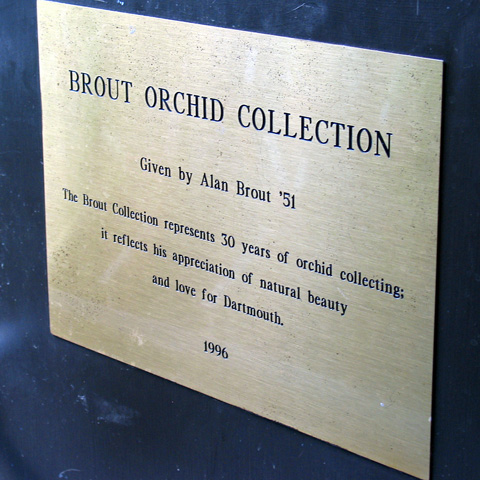 BROUT ORCHID COLLECTION
Given by Alan Brout '51
The Brout Collection represents 30 years of orchid collecting;
it reflects his appreciation of natural beauty
and love for Dartmouth.
1996